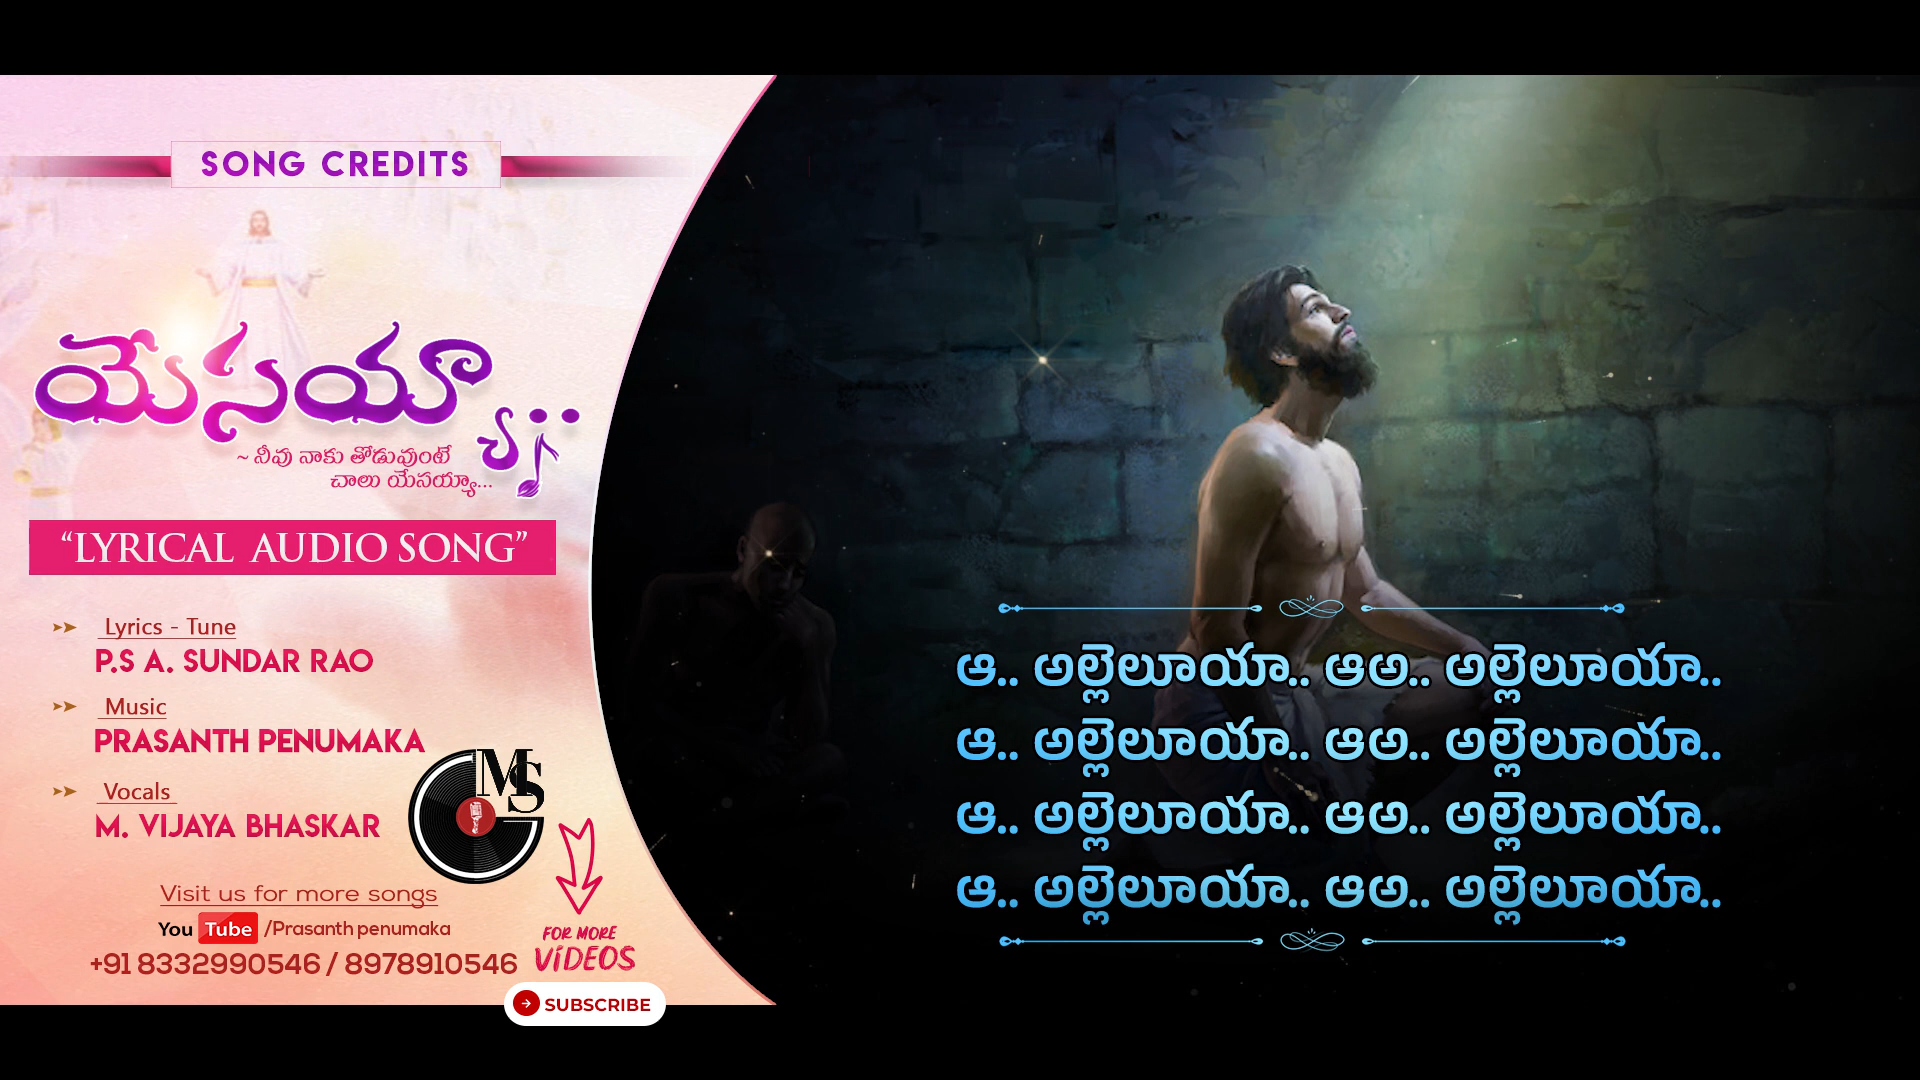 SONG CREDITS
యేసయ్యా..
~ నీవు నాకు తోడువుంటే
చాలు యేసయ్యా...
“LYRICAL AUDIO SONG”
Lyrics - Tune
P.S A. SUNDAR RAO
Music
PRASANTH PENUMAKA
MS
Vocals
M. VIJAYA BHASKAR
Visit us for more songs
YouTube /Prasanth penumaka
+91 8332990546 / 8978910546
FOR MORE
ViDEOS
SUBSCRIBE
ఆ.. అల్లెలూయా.. ఆఅ.. అల్లెలూయా..
ఆ.. అల్లెలూయా.. ఆఅ.. అల్లెలూయా..
ఆ.. అల్లెలూయా.. ఆఅ.. అల్లెలూయా..
ఆ.. అల్లెలూయా.. ఆఅ.. అల్లెలూయా..